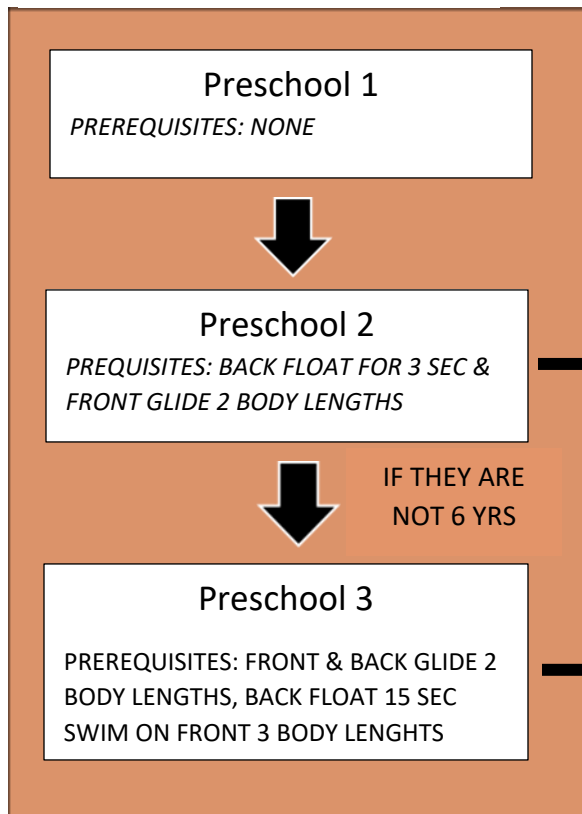 Preschool 1
PREREQUISITES: NONE
Preschool 2
PREQUISITES: BACK FLOAT FOR 3 SEC &
FRONT GLIDE 2 BODY LENGTHS
IF THEY ARE
NOT 6 YRS
Preschool 3
PREREQUISITES: FRONT & BACK GLIDE 2
BODY LENGTHS, BACK FLOAT 15 SEC
SWIM ON FRONT 3 BODY LENGHTS